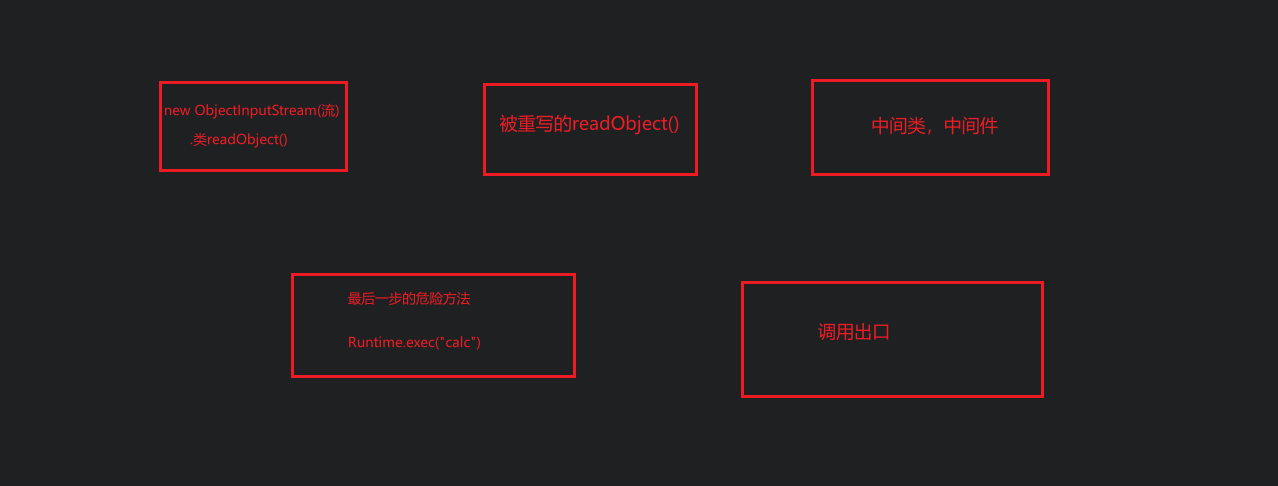 new ObjectInputStream(流)
.类readObject()
被重写的readObject()
中间类，中间件
最后一步的危险方法
Runtime.exec("calc")
调用出口